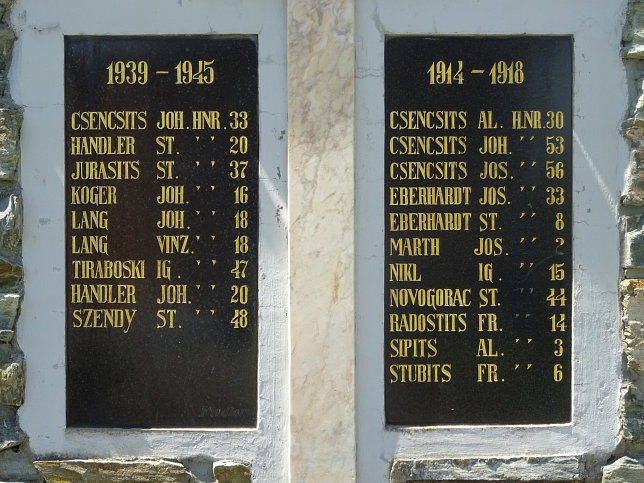 1939 – 1945
CSENCSITS JOH. HNR. 33
HANDLER ST. " 20
JURASITS ST. " 37
KOGER JOH. " 16
LANG JOH. " 18
LANG VINZ. " 18
TIRABOSKI IG. " 47
HANDLER JOH. " 20
SZENDY ST. " 48
1914 – 1918
CSENCSITS AL. H.NR. 30
CSENCSITS JOH. " 53
CSENCSITS JOS. " 56
EBERHARDT JOS. " 33
EBERHARDT ST. " 8
MARTH JOS. " 2
NIKL IG. " 15
NOVOGORAC ST. " 44
RADOSTITS FR. " 14
SIPITS AL. " 3
STUBITS FR. " 6